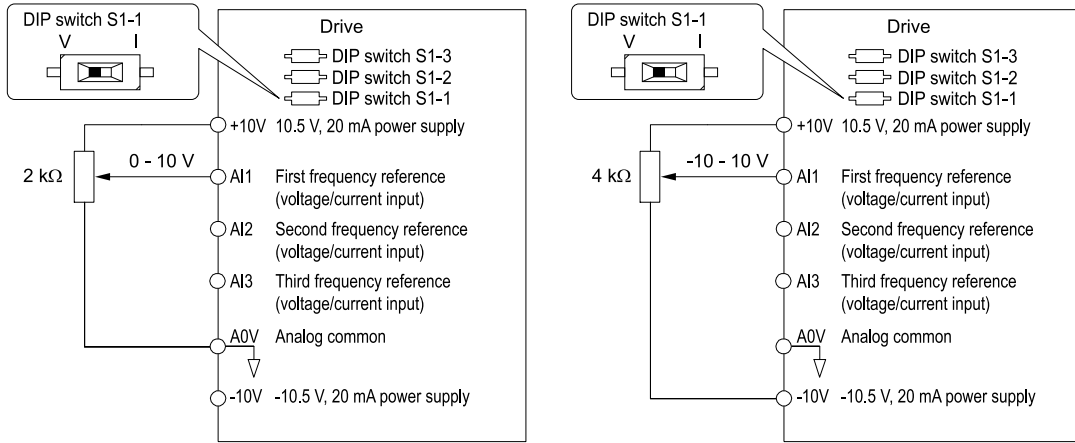 DIP switch S1-1
V I
Drive
DIP switch S1-3
DIP switch S1-2
DIP switch S1-1
+10V 10.5 V, 20 mA power supply
0 - 10 V
2 kΩ
AI1 First frequency reference
(voltage/current input)
AI2 Second frequency reference
(voltage/current input)
AI3 Third frequency reference
(voltage/current input)
A0V Analog common
-10V -10.5 V, 20 mA power supply
DIP switch S1-1
V I
Drive
DIP switch S1-3
DIP switch S1-2
DIP switch S1-1
+10V 10.5 V, 20 mA power supply
-10 - 10 V
4 kΩ
AI1 First frequency reference
(voltage/current input)
AI2 Second frequency reference
(voltage/current input)
AI3 Third frequency reference
(voltage/current input)
A0V Analog common
-10V -10.5 V, 20 mA power supply